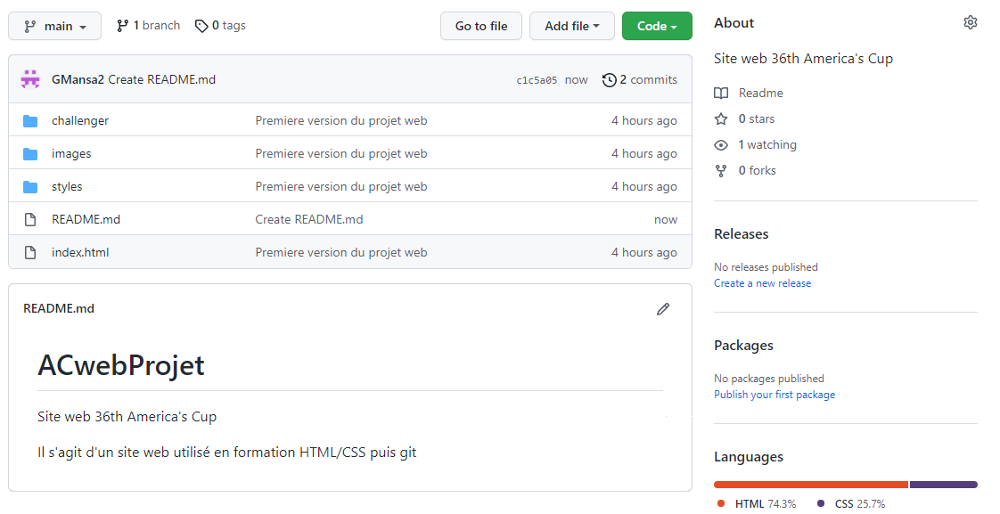 main
1 branch
0 tags
Go to file
Add file
Code
GMansa2 Create README.md c1c5a05 now 2 commits
challenger Premiere version du projet web 4 hours ago
images Premiere version du projet web 4 hours ago
styles Premiere version du projet web 4 hours ago
README.md Create README.md now
index.html Premiere version du projet web 4 hours ago
README.md
ACwebProjet
Site web 36th America's Cup
Il s'agit d'un site web utilisé en formation HTML/CSS puis git
About
Site web 36th America's Cup
Readme
0 stars
1 watching
0 forks
Releases
No releases published
Create a new release
Packages
No packages published
Publish your first package
Languages
HTML 74.3% CSS 25.7%